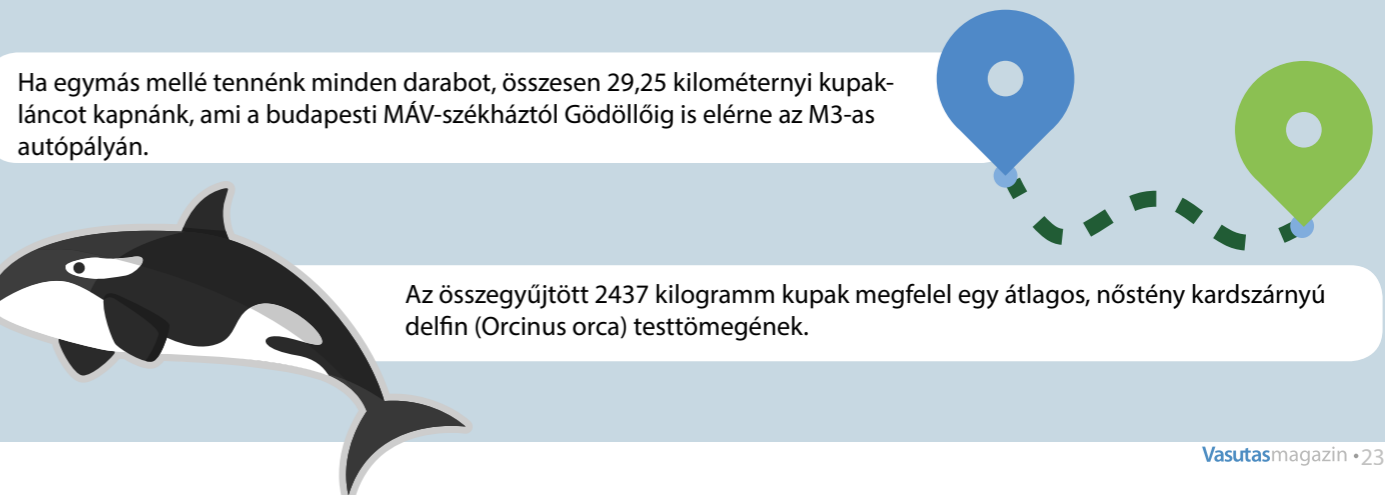 Ha egymás mellé tennénk minden darabot, összesen 29,25 kilométernyi kupak-
láncot kapnánk, ami a budapesti MÁV-székháztól Gödöllőig is elérne az M3-as
autópályán.
Az összegyűjtött 2437 kilogramm kupak megfelel egy átlagos, nőstény kardszárnyú
delfin (Orcinus orca) testtömegének.
Vasutasmagazin • 23